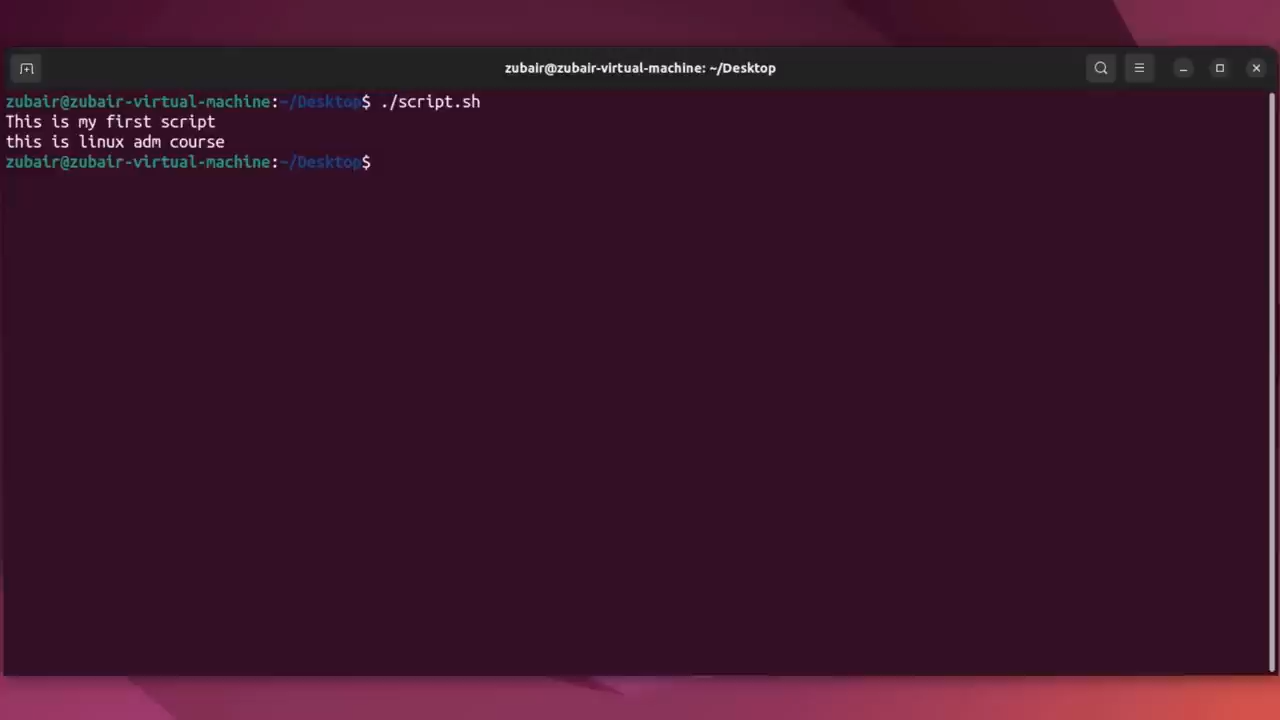 zubair@zubair-virtual-machine: ~/Desktop
zubair@zubair-virtual-machine:~/Desktop$ ./script.sh
This is my first script
this is linux adm course
zubair@zubair-virtual-machine:~/Desktop$